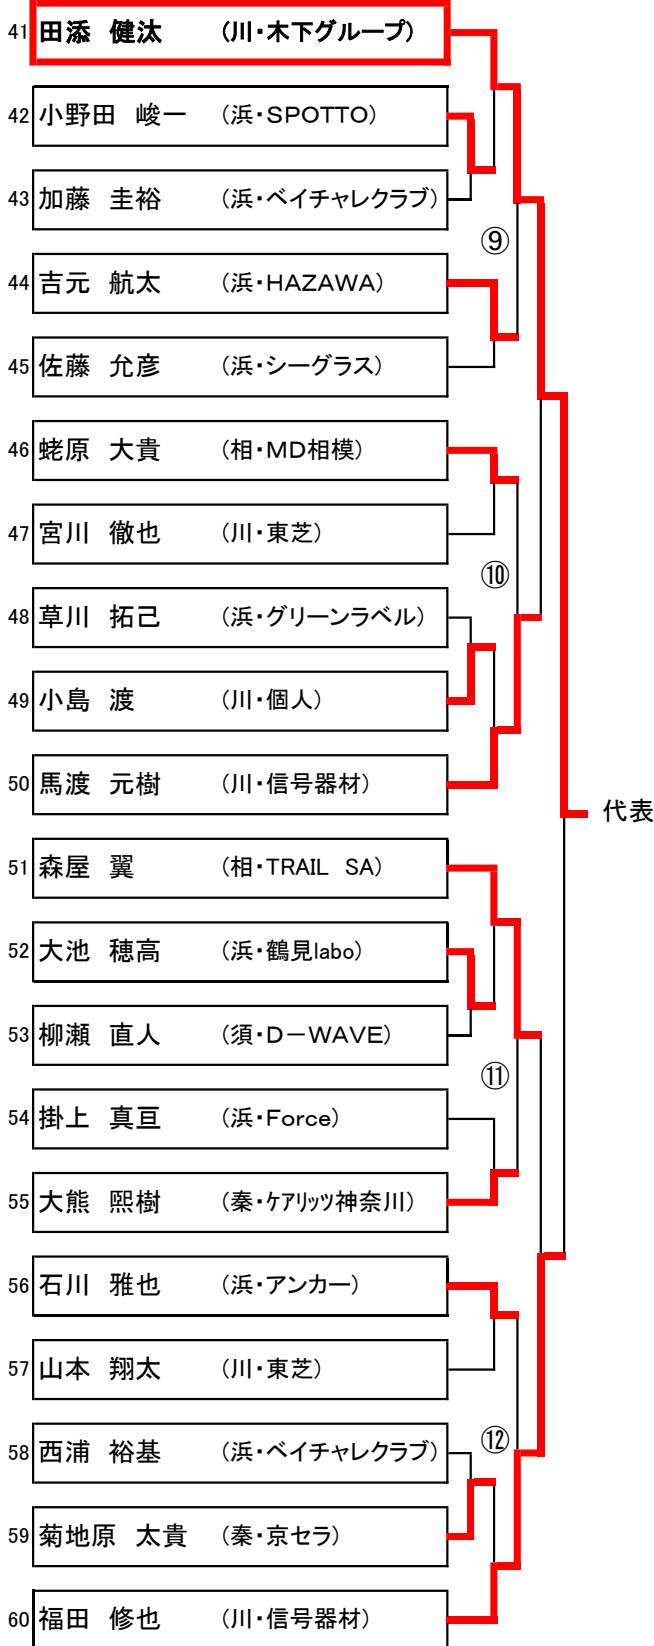 41 田添 健汰 (川・木下グループ)
42 小野田 峻一 (浜・SPOTTO)
43 加藤 圭裕 (浜・ベイチャレクラブ)
⑨
44 吉元 航太 (浜・HAZAWA)
45 佐藤 允彦 (浜・シーグラス)
46 蛯原 大貴 (相・MD相模)
47 宮川 徹也 (川・東芝)
⑩
48 草川 拓己 (浜・グリーンラベル)
49 小島 渡 (川・個人)
50 馬渡 元樹 (川・信号器材)
代表
51 森屋 翼 (相・TRAIL SA)
52 大池 穂高 (浜・鶴見labo)
53 柳瀬 直人 (須・D－WAVE)
⑪
54 掛上 真亘 (浜・Force)
55 大熊 熙樹 (秦・ケアリッツ神奈川)
56 石川 雅也 (浜・アンカー)
57 山本 翔太 (川・東芝)
⑫
58 西浦 裕基 (浜・ベイチャレクラブ)
59 菊地原 太貴 (秦・京セラ)
60 福田 修也 (川・信号器材)